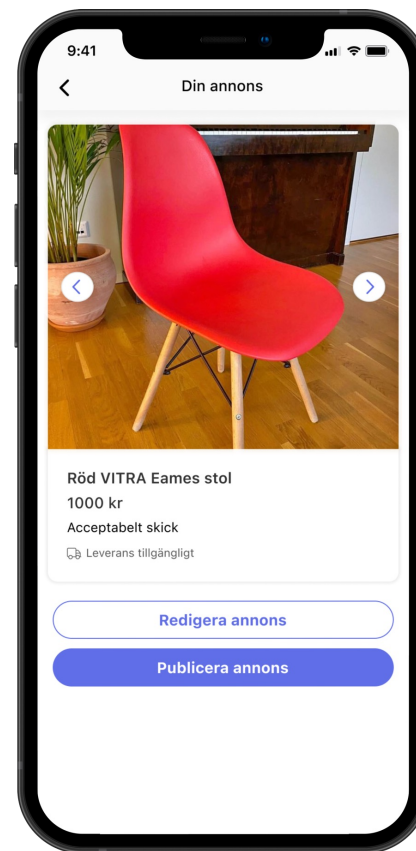 9:41
Din annons
Röd VITRA Eames stol
1000 kr
Acceptabelt skick
Leverans tillgängligt
Redigera annons
Publicera annons